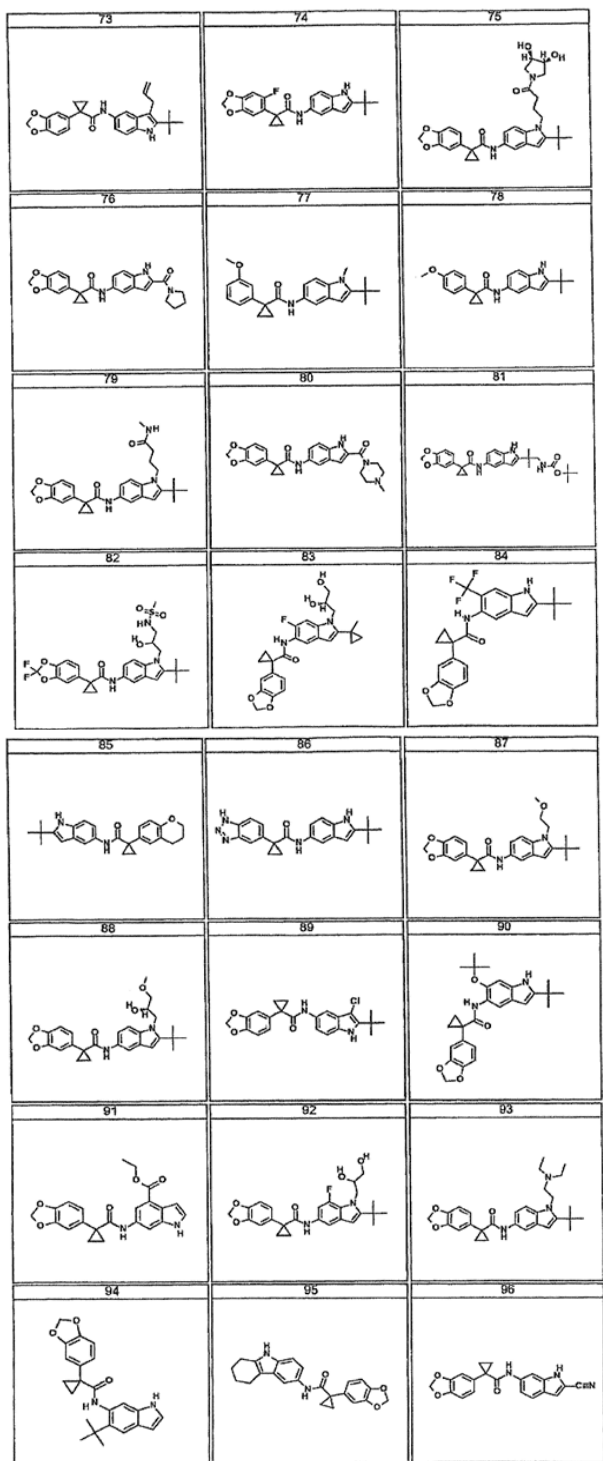 73 74 75
O O O N H N H
O O F O N H N H
H O H H O H N O N O N H O O
76 77 78
O O O N H N H O N
O O N H N
O O N H N
79 80 81
N H O N O N H O O
O O O N H N H O N N
O O O N H N H O O
82 83 84
O S O H N H O N O N H F F O O
H O H O H N F H N O O O
F F F N H H N O O O
85 86 87
H N O N H O
H N N N O N H H N
O N O N H O O
88 89 90
O H O H N O N H O O
O O O H N Cl N H
O N H H N O O O
91 92 93
O O O N H N H O O
O H O H F N O N H O O
N N O N H O O
94 95 96
O O O N H N H
N H N H O O O
O O O H N H N C≡N